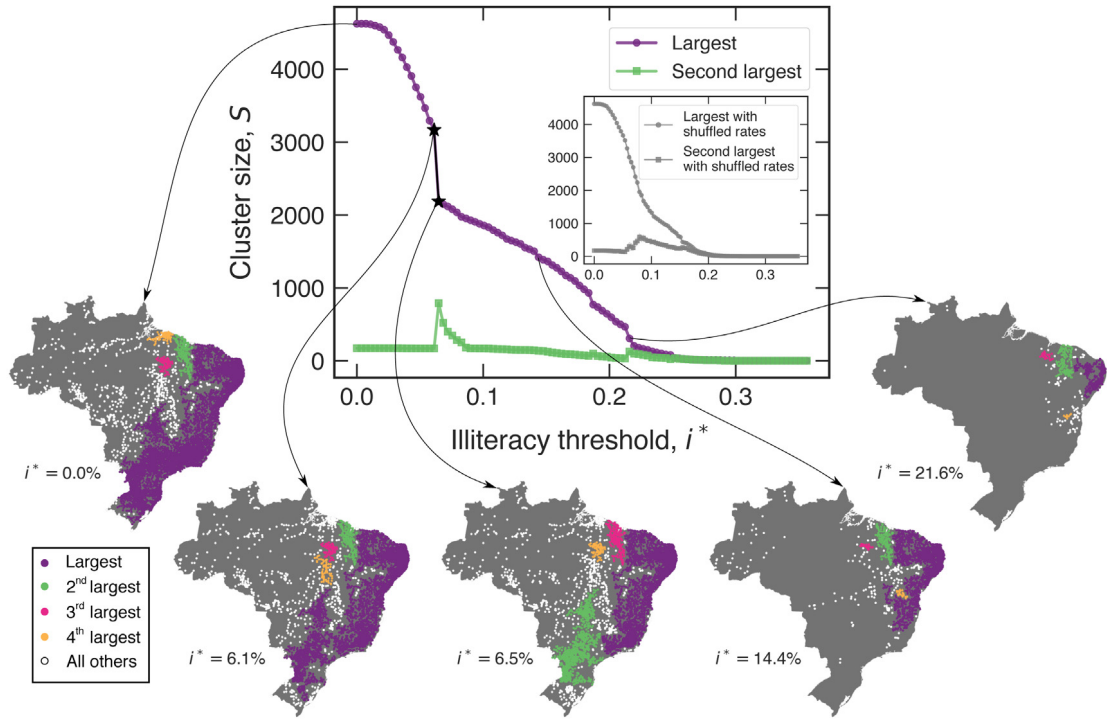 Largest
Second largest
4000
3000
2000
1000
0
Cluster size, S
0.0
0.1
0.2
0.3
Illiteracy threshold, i*
Largest with
shuffled rates
Second largest
with shuffled rates
4000
3000
2000
1000
0
0.0
0.1
0.2
0.3
i* = 0.0%
i* = 21.6%
i* = 6.1%
i* = 6.5%
i* = 14.4%
Largest
2nd largest
3rd largest
4th largest
All others